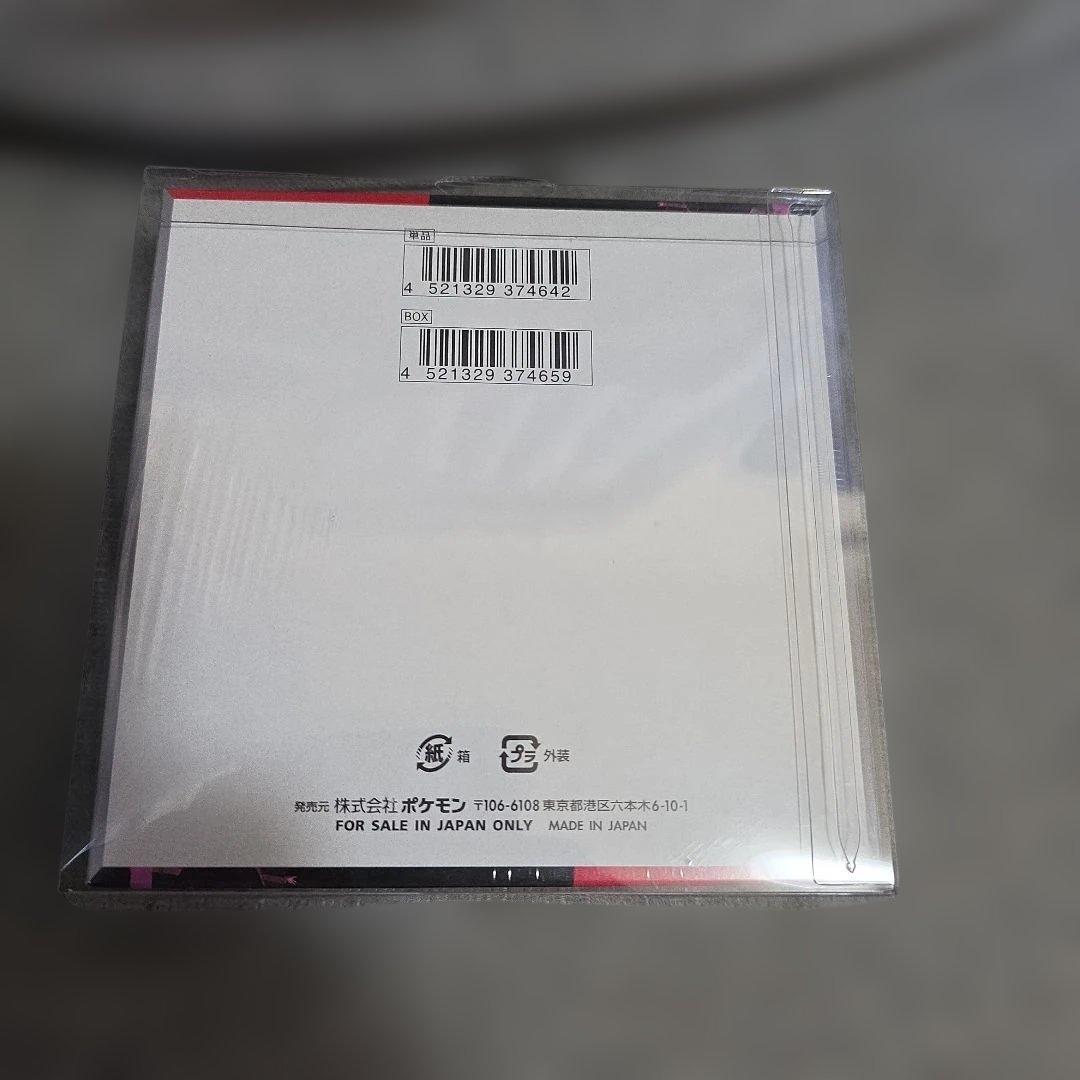 単品
4 521329 374642
BOX
4 521329 374659
紙 箱 プラ 外装
発売元 株式会社 ポケモン 〒106-6108 東京都港区六本木6-10-1
FOR SALE IN JAPAN ONLY MADE IN JAPAN